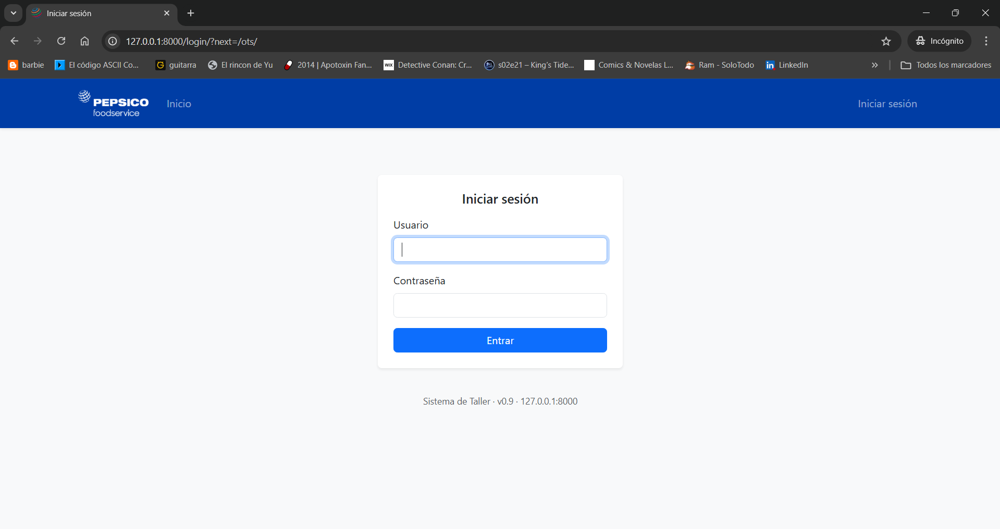 Iniciar sesión
127.0.0.1:8000/login/?next=/ots/
Incógnito
barbie
El código ASCII Co...
guitarra
El rincon de Yu
2014 | Apotoxin Fan...
WIX
Detective Conan: Cr...
s02e21 – King's Tide...
Comics & Novelas L...
Ram - SoloTodo
in
LinkedIn
Todos los marcadores
PEPSICO
foodservice
Inicio
Iniciar sesión
Iniciar sesión
Usuario
Contraseña
Entrar
Sistema de Taller · v0.9 · 127.0.0.1:8000